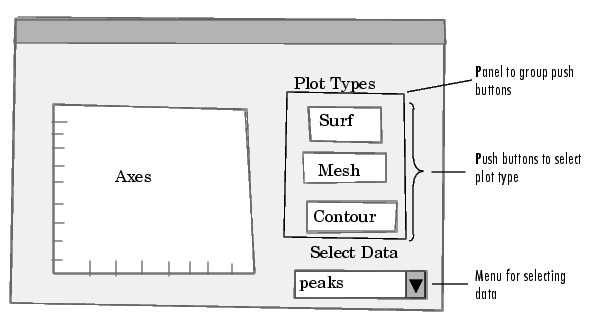 Plot Types
Panel to group push
buttons
Surf
Axes
Mesh
Push buttons to select
plot type
Contour
Select Data
peaks
Menu for selecting
data